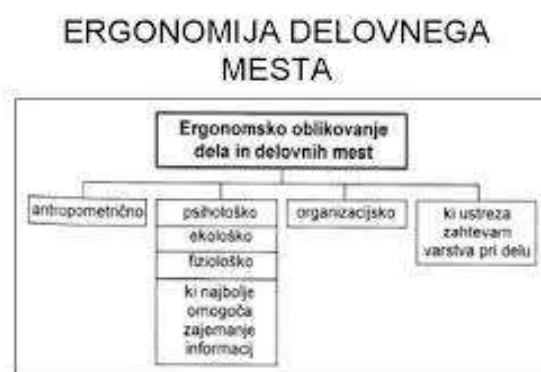 ERGONOMIJA DELOVNEGA
MESTA
Ergonomsko oblikovanje
dela in delovnih mest
antropometrično
psihološko
ekološko
fiziološko
ki najbolje
omogoča
zajemanje
informacij
organizacijsko
ki ustreza
zahtevam
varstva pri delu